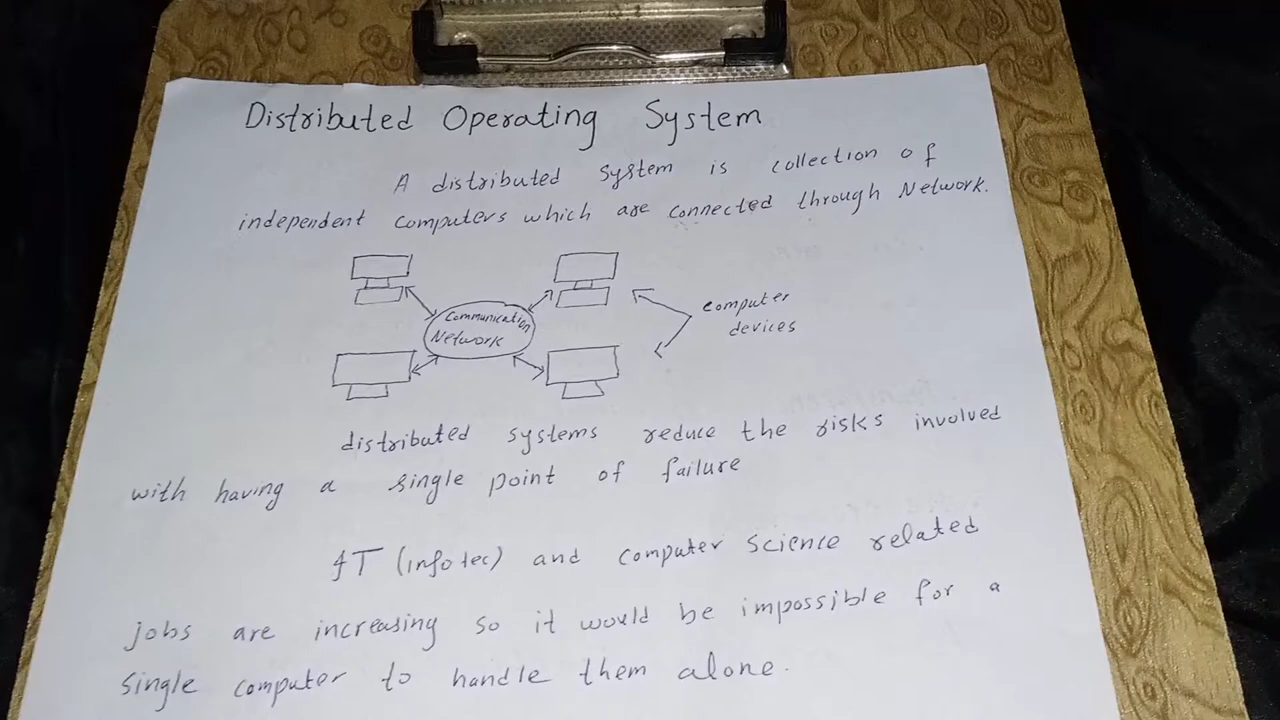 Distributed Operating System
A distributed system is collection of
independent computers which are connected through Network.
Communication
Network
computer
devices
distributed systems reduce the risks involved
with having a single point of failure
IT (info tec) and computer science related
jobs are increasing so it would be impossible for a
single computer to handle them alone.